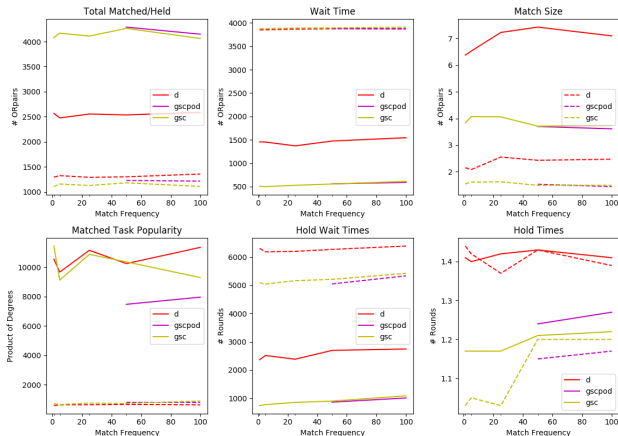 Total Matched/Held
# ORpairs
4000
3500
3000
2500
2000
1500
1000
0
20
40
60
80
100
Match Frequency
d
gscpod
gsc
Wait Time
# ORpairs
4000
3500
3000
2500
2000
1500
1000
500
0
20
40
60
80
100
Match Frequency
d
gscpod
gsc
Match Size
# ORpairs
7
6
5
4
3
2
0
20
40
60
80
100
Match Frequency
d
gscpod
gsc
Matched Task Popularity
Product of Degrees
10000
8000
6000
4000
2000
0
20
40
60
80
100
Match Frequency
d
gscpod
gsc
Hold Wait Times
# Rounds
6000
5000
4000
3000
2000
1000
0
20
40
60
80
100
Match Frequency
d
gscpod
gsc
Hold Times
# Rounds
1.4
1.3
1.2
1.1
0
20
40
60
80
100
Match Frequency
d
gscpod
gsc